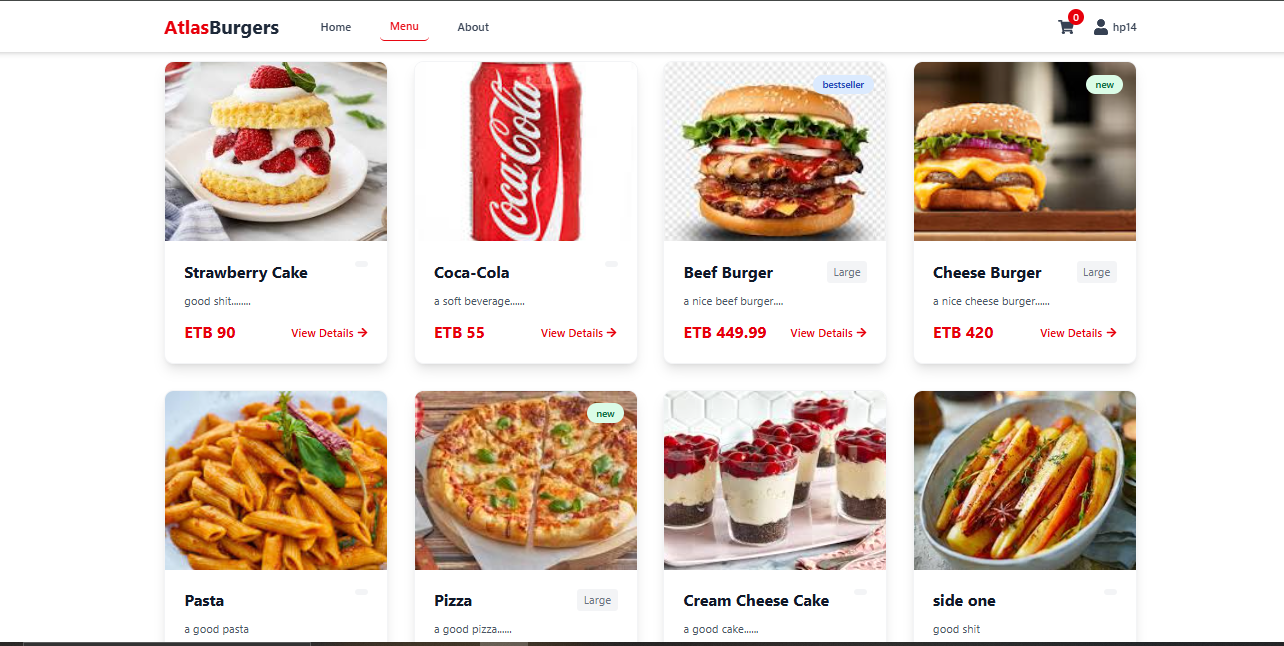 AtlasBurgers
Home
Menu
About
0
hp14
Coca-Cola
bestseller
new
Strawberry Cake
good shit........
ETB 90
View Details →
Coca-Cola
a soft beverage......
ETB 55
View Details →
Beef Burger
Large
a nice beef burger....
ETB 449.99
View Details →
Cheese Burger
Large
a nice cheese burger......
ETB 420
View Details →
new
Pasta
a good pasta
Pizza
Large
a good pizza......
Cream Cheese Cake
a good cake......
side one
good shit